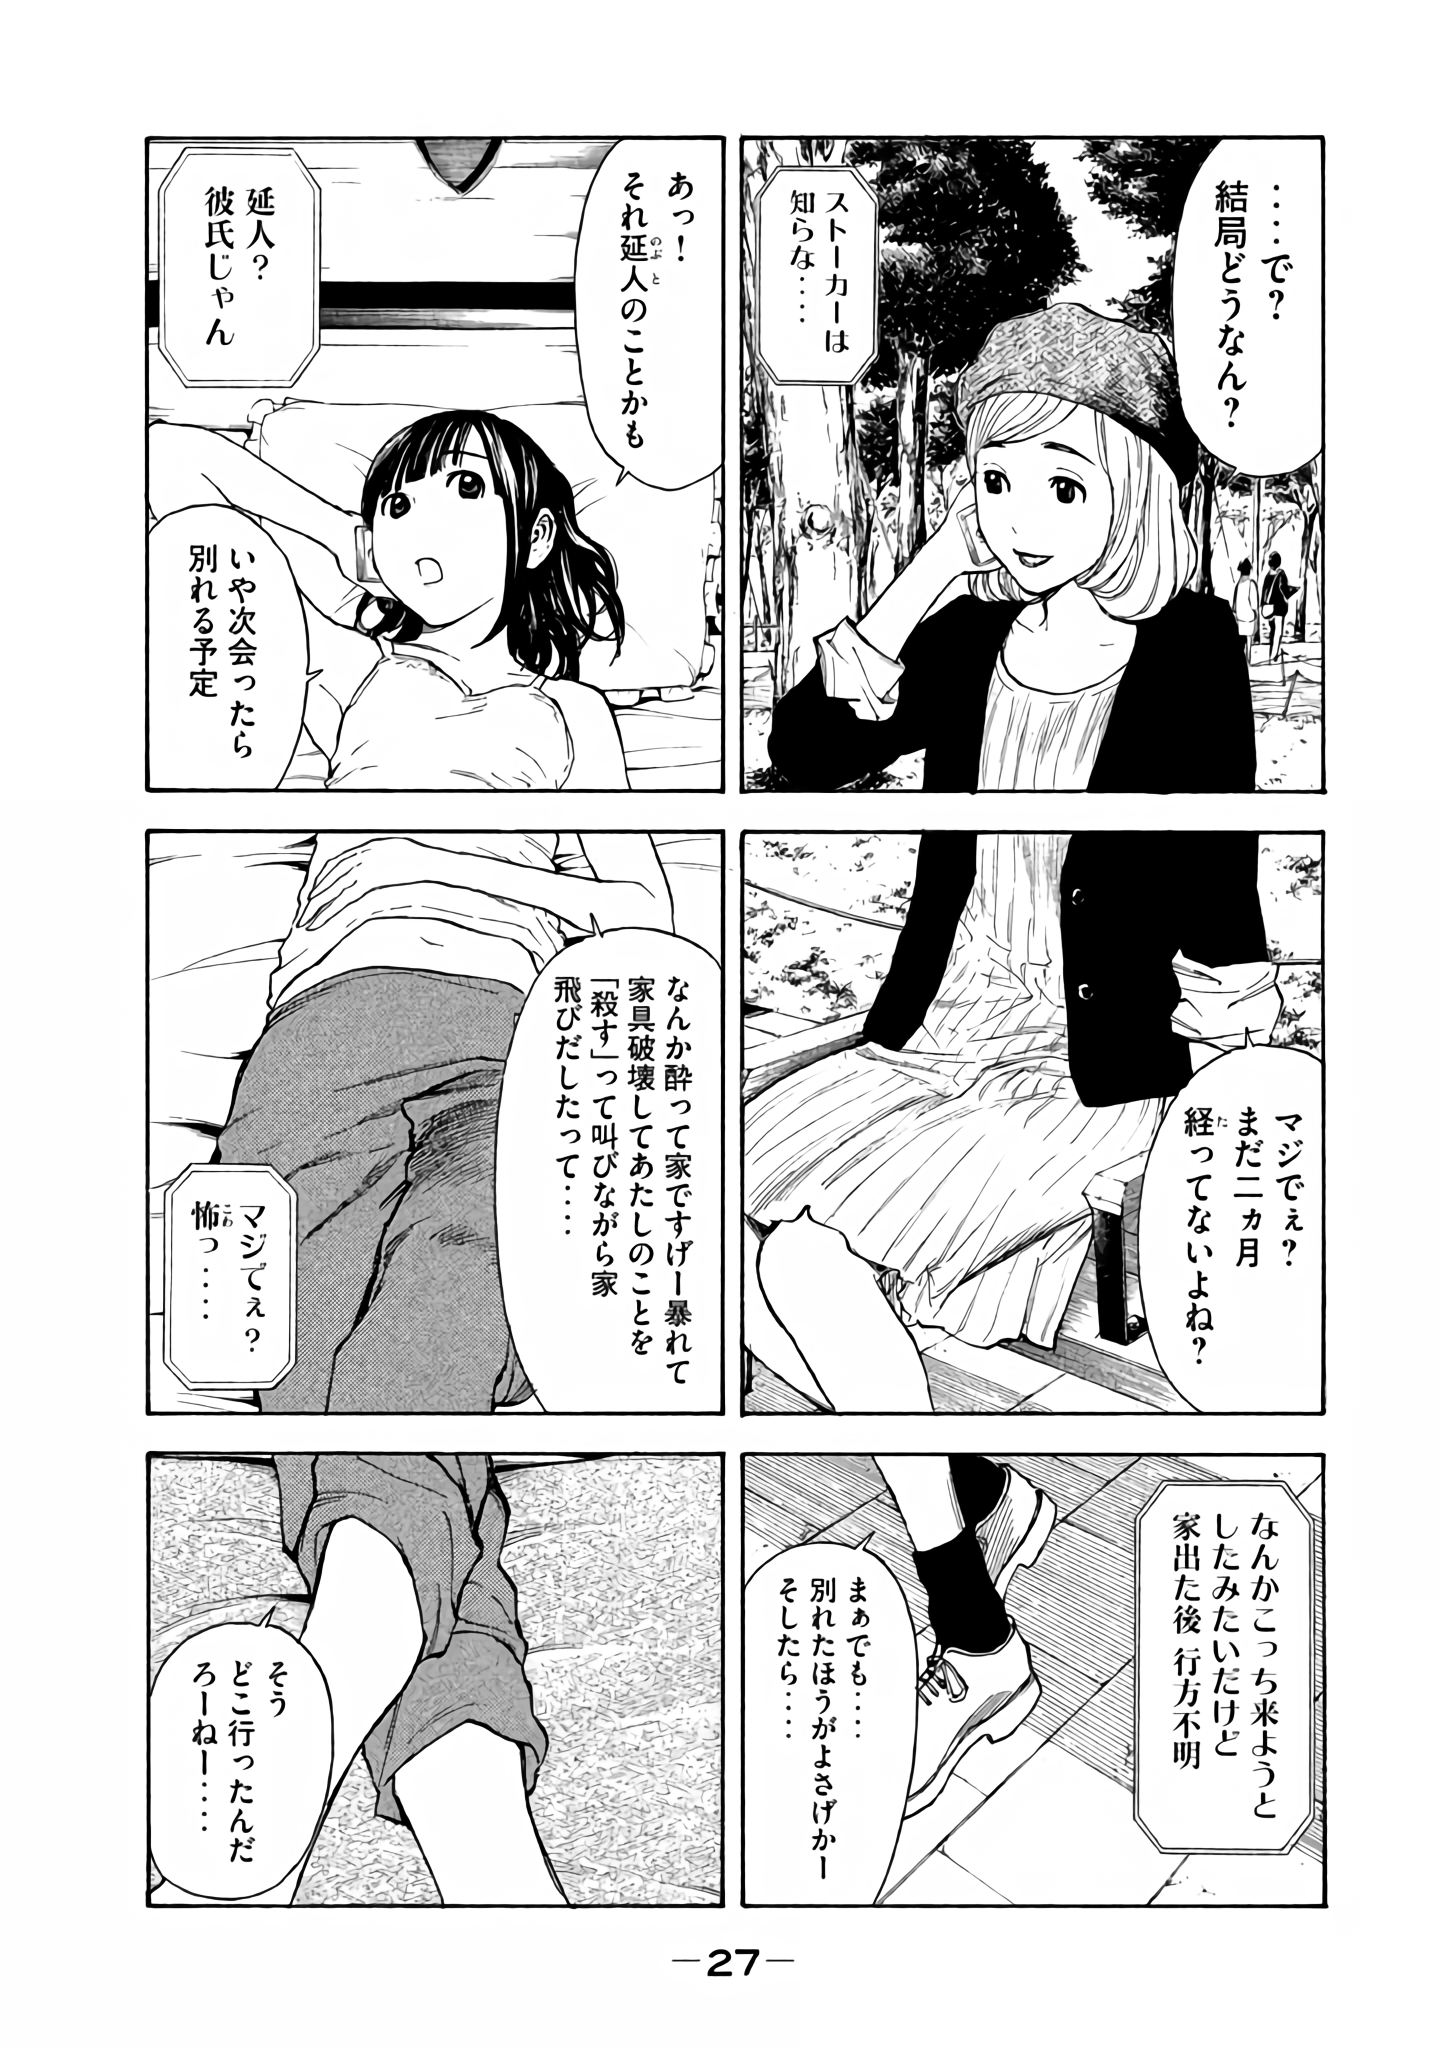 ‥‥で？
結局どうなん？
ストーカーは
知らな‥‥
あっ！
それ延人のことかも
のぶと
延人？
彼氏じゃん
いや次会ったら
別れる予定
マジでぇ？
まだ二ヵ月
経ってないよね？
た
なんか酔って家ですげー暴れて
家具破壊してあたしのことを
「殺す」って叫びながら家
飛びだしたって‥‥
マジでぇ？
怖っ‥‥
こわ
なんかこっち来ようと
したみたいだけど
家出た後 行方不明
まぁでも‥‥
別れたほうがよさげかー
そしたら‥‥
そう
どこ行ったんだ
ろーねー‥‥
—27—